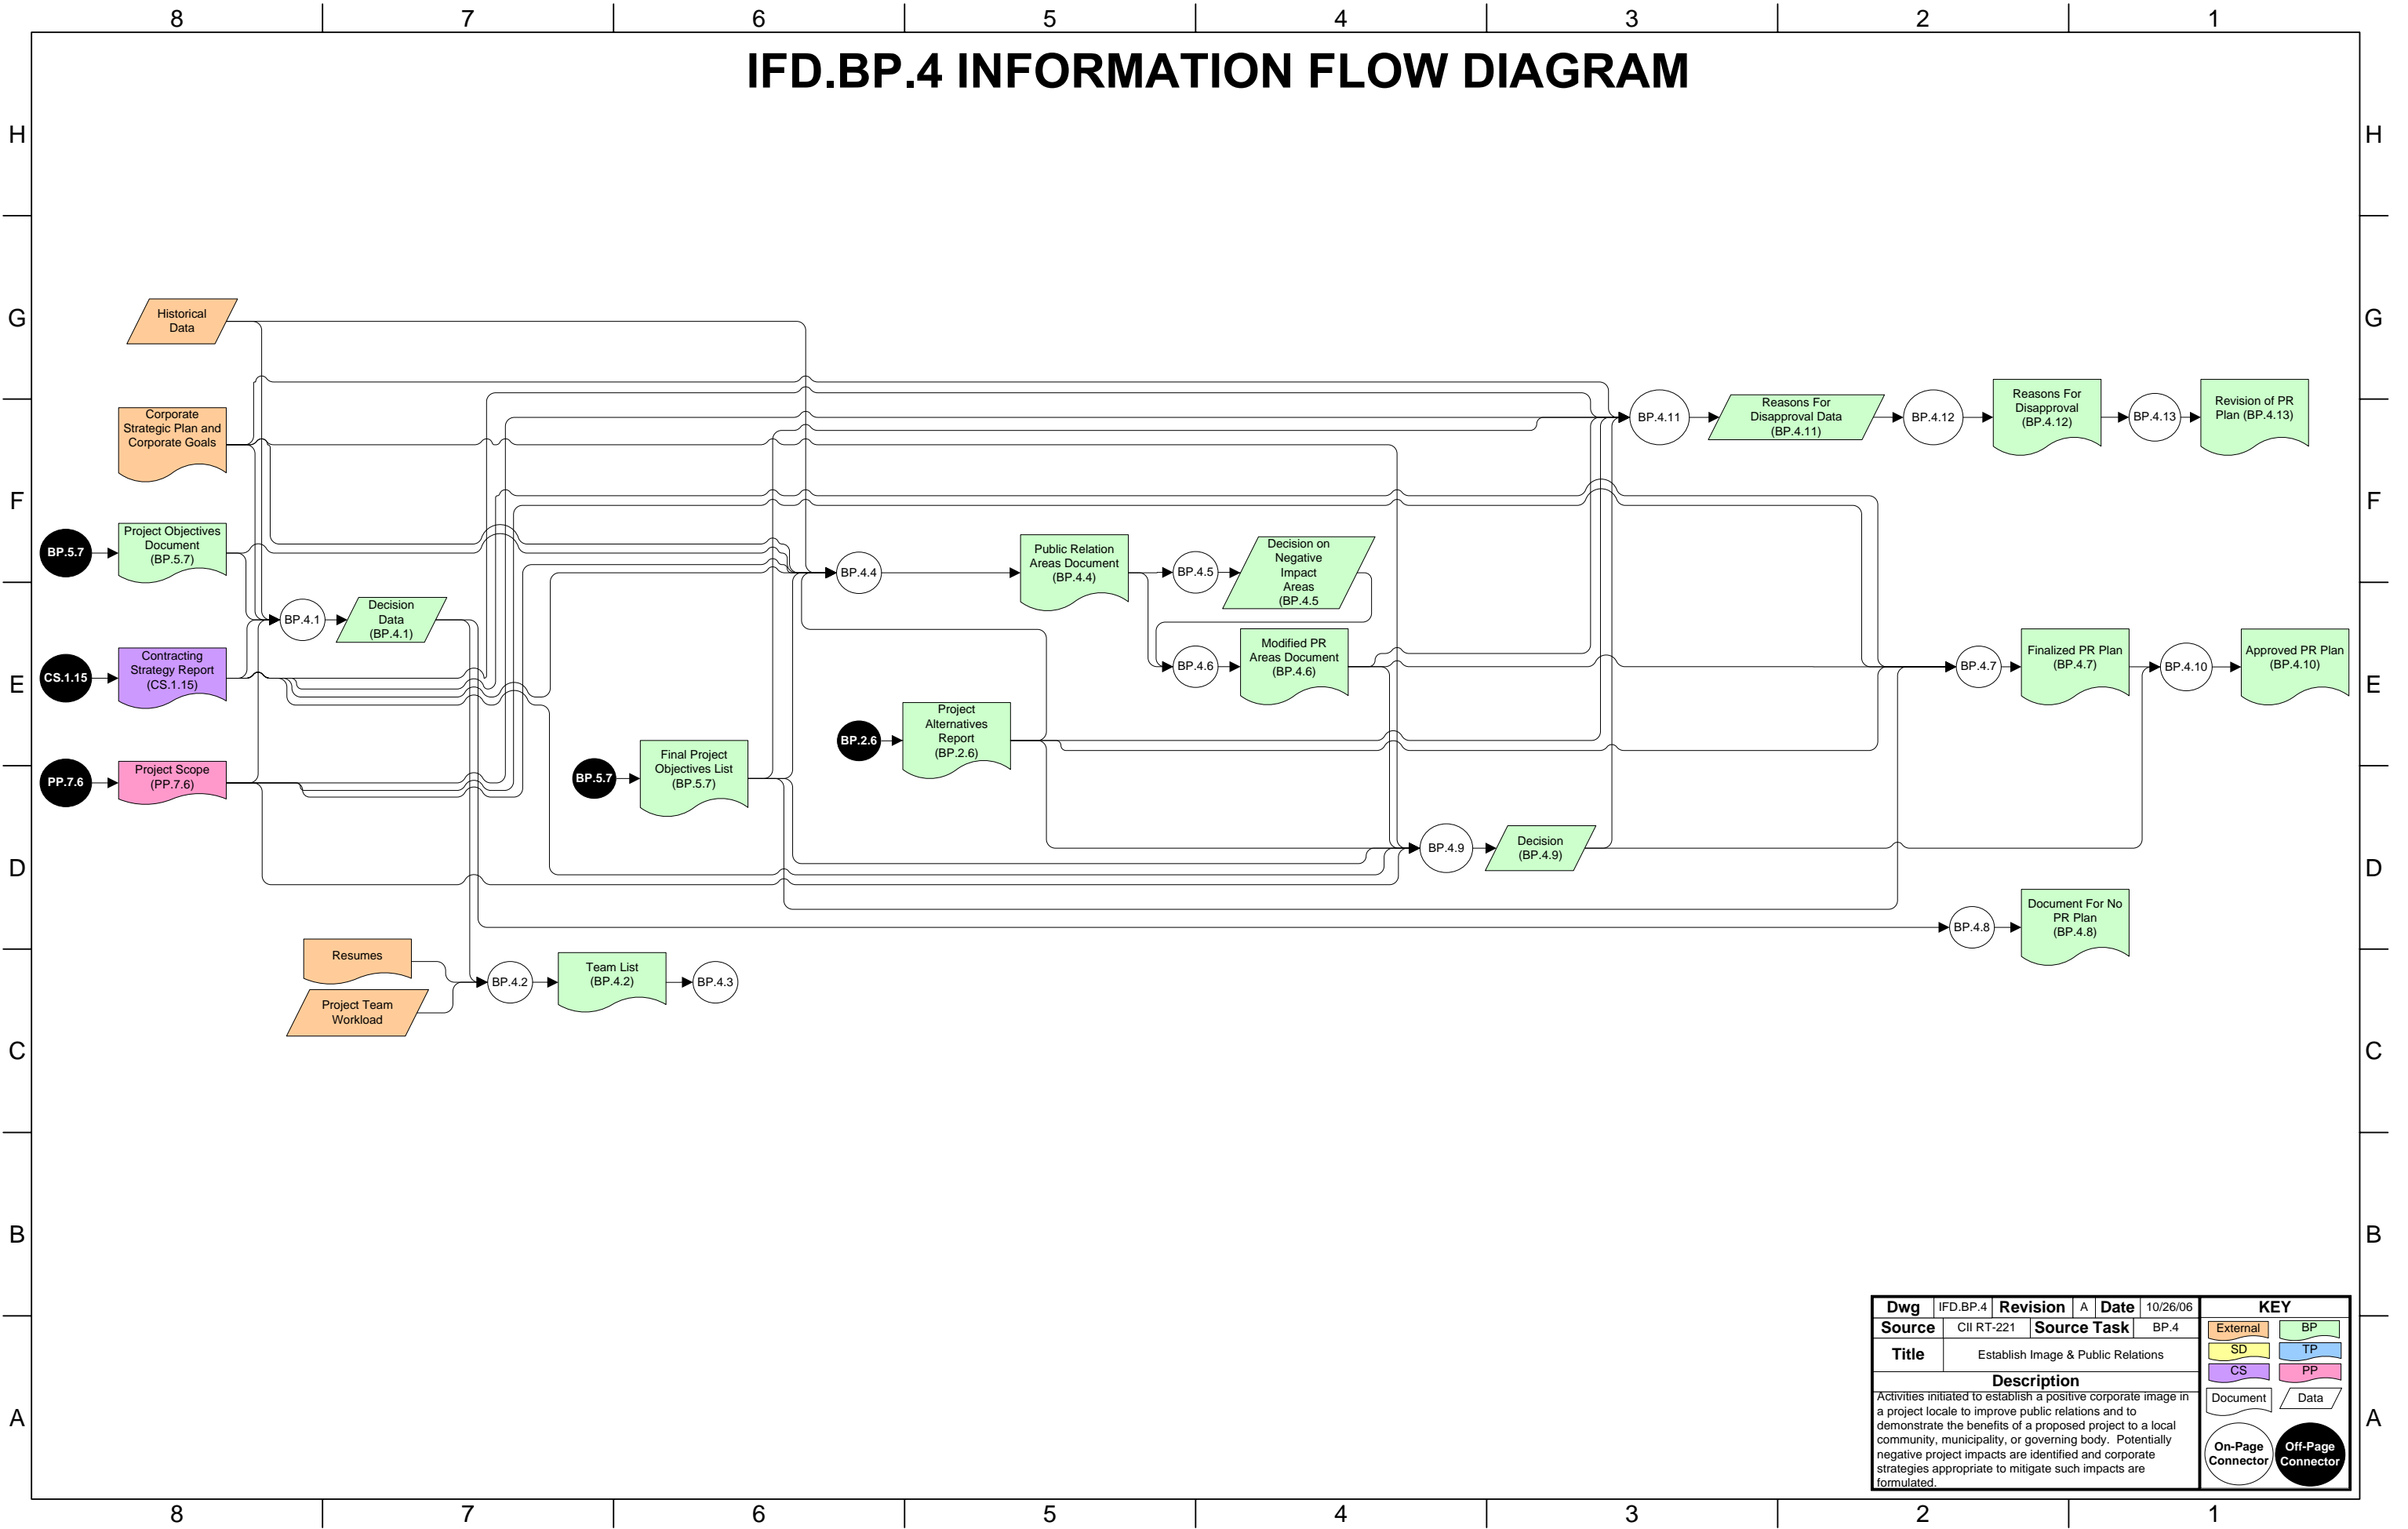 8 7 6 5 4 3 2 1
IFD.BP.4 INFORMATION FLOW DIAGRAM
H H
G G
Historical
Data
Corporate
Strategic Plan and
Corporate Goals
BP.4.11
Reasons For
Disapproval Data
(BP.4.11)
BP.4.12
Reasons For
Disapproval
(BP.4.12)
BP.4.13
Revision of PR
Plan (BP.4.13)
F F
BP.5.7
Project Objectives
Document
(BP.5.7)
BP.4.4
Public Relation
Areas Document
(BP.4.4)
BP.4.5
Decision on
Negative
Impact
Areas
(BP.4.5
BP.4.1
Decision
Data
(BP.4.1)
E E
CS.1.15
Contracting
Strategy Report
(CS.1.15)
BP.4.6
Modified PR
Areas Document
(BP.4.6)
BP.4.7
Finalized PR Plan
(BP.4.7)
BP.4.10
Approved PR Plan
(BP.4.10)
BP.2.6
Project
Alternatives
Report
(BP.2.6)
PP.7.6
Project Scope
(PP.7.6)
BP.5.7
Final Project
Objectives List
(BP.5.7)
D D
BP.4.9
Decision
(BP.4.9)
BP.4.8
Document For No
PR Plan
(BP.4.8)
Resumes
Project Team
Workload
BP.4.2
Team List
(BP.4.2)
BP.4.3
C C
B B
A A
Dwg IFD.BP.4 Revision A Date 10/26/06
Source CII RT-221 Source Task BP.4
Title Establish Image & Public Relations
Description
Activities initiated to establish a positive corporate image in
a project locale to improve public relations and to
demonstrate the benefits of a proposed project to a local
community, municipality, or governing body. Potentially
negative project impacts are identified and corporate
strategies appropriate to mitigate such impacts are
formulated.
KEY
External BP
SD TP
CS PP
Document Data
On-Page
Connector
Off-Page
Connector
8 7 6 5 4 3 2 1